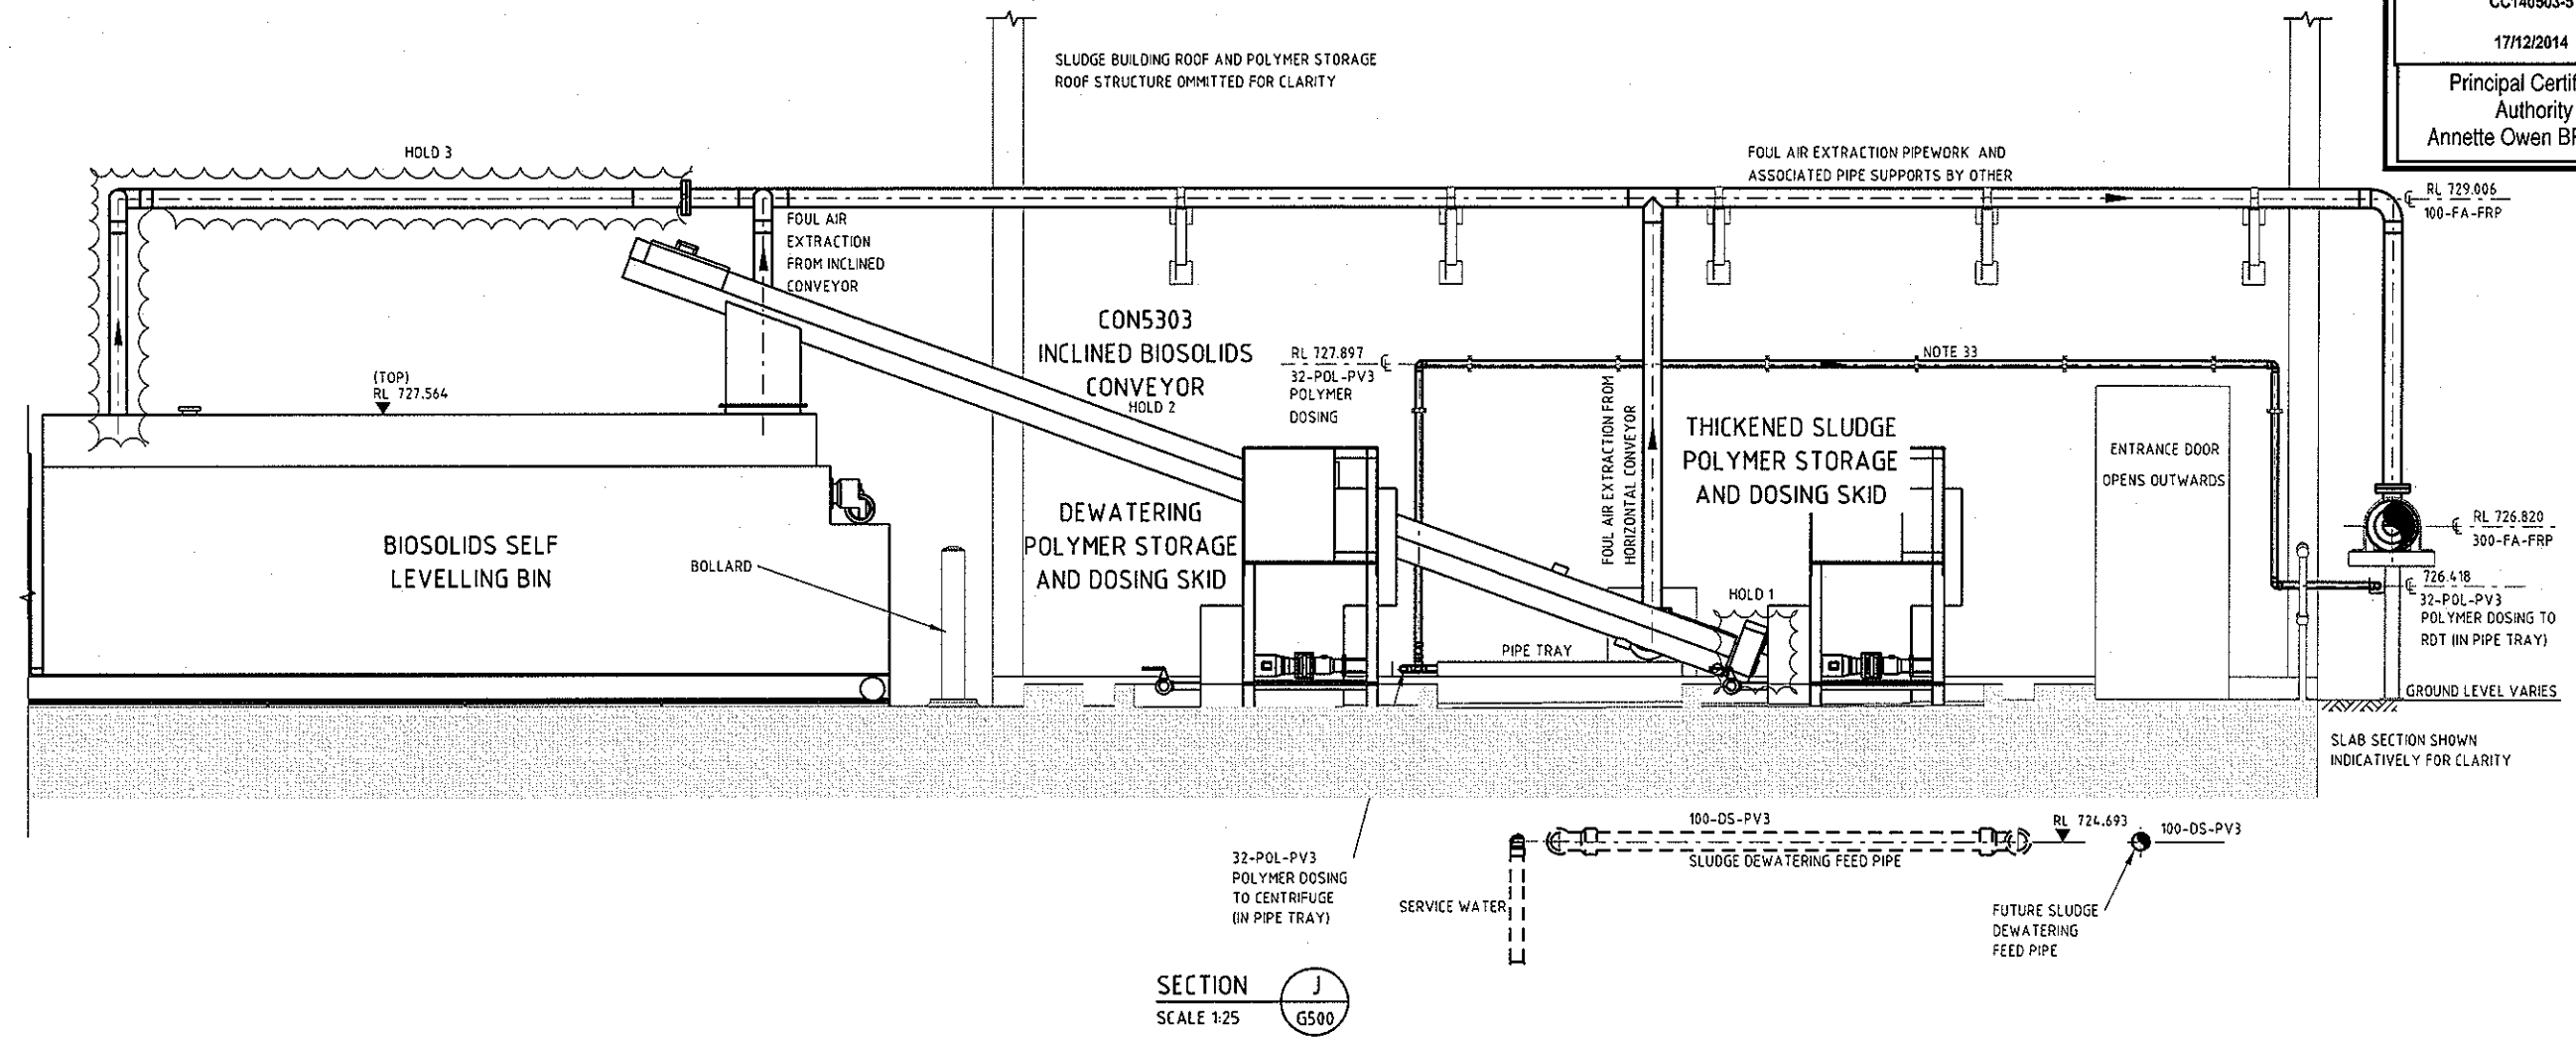 17/12/2014
Principal Certif
Authority
Annette Owen
SLUDGE BUILDING ROOF AND POLYMER STORAGE
ROOF STRUCTURE OMMITTED FOR CLARITY
HOLD 3
FOUL AIR EXTRACTION PIPEWORK AND
ASSOCIATED PIPE SUPPORTS BY OTHER
RL 729.006
100-FA-FRP
FOUL AIR
EXTRACTION
FROM INCLINED
CONVEYOR
CON5303
INCLINED BIOSOLIDS
CONVEYOR
HOLD 2
RL 727.897
32-POL-PV3
POLYMER
DOSING
NOTE 33
(TOP)
RL 727.564
FOUL AIR EXTRACTION FROM
HORIZONTAL CONVEYOR
THICKENED SLUDGE
POLYMER STORAGE
AND DOSING SKID
ENTRANCE DOOR
OPENS OUTWARDS
RL 726.820
300-FA-FRP
BIOSOLIDS SELF
LEVELLING BIN
BOLLARD
DEWATERING
POLYMER STORAGE
AND DOSING SKID
HOLD 1
726.418
32-POL-PV3
POLYMER DOSING TO
RDT (IN PIPE TRAY)
PIPE TRAY
GROUND LEVEL VARIES
SLAB SECTION SHOWN
INDICATIVELY FOR CLARITY
32-POL-PV3
POLYMER DOSING
TO CENTRIFUGE
(IN PIPE TRAY)
SERVICE WATER
100-DS-PV3
SLUDGE DEWATERING FEED PIPE
RL 724.693
100-DS-PV3
FUTURE SLUDGE
DEWATERING
FEED PIPE
SECTION
SCALE 1:25
J
G500